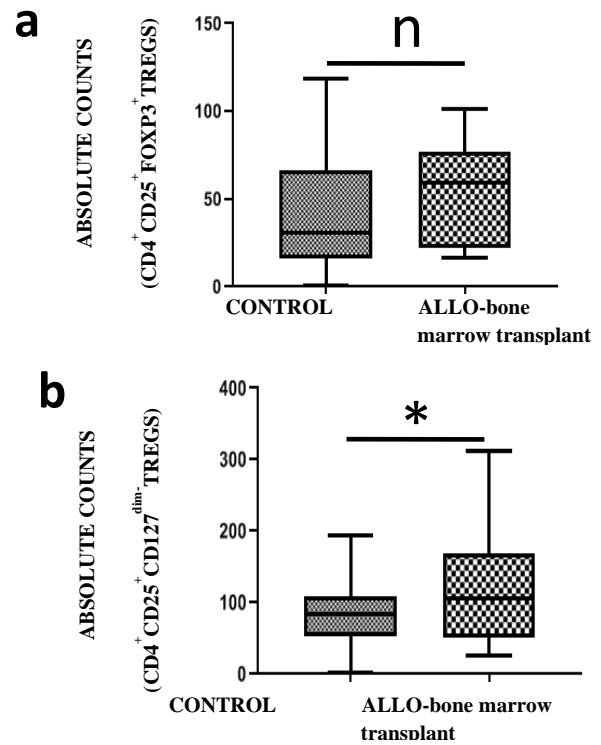 a
ABSOLUTE COUNTS
(CD4+ CD25+ FOXP3+ TREGS)
150
100
50
0
n
CONTROL
ALLO-bone
marrow transplant
b
ABSOLUTE COUNTS
(CD4+ CD25+ CD127dim- TREGS)
400
300
200
100
0
*
CONTROL
ALLO-bone marrow
transplant